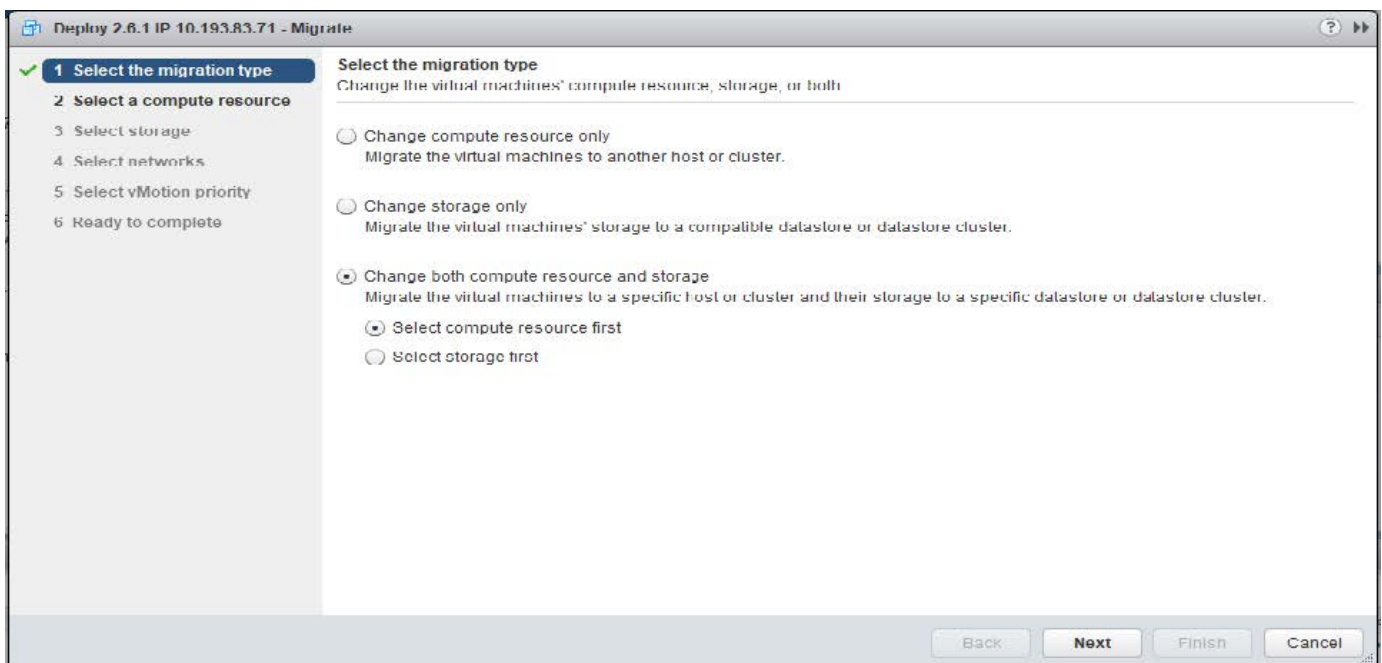 Deploy 2.6.1 IP 10.193.83.71 - Migrate
1 Select the migration type
2 Select a compute resource
3 Select storage
4 Select networks
5 Select vMotion priority
6 Ready to complete
Select the migration type
Change the virtual machines' compute resource, storage, or both
Change compute resource only
Migrate the virtual machines to another host or cluster.
Change storage only
Migrate the virtual machines' storage to a compatible datastore or datastore cluster.
Change both compute resource and storage
Migrate the virtual machines to a specific host or cluster and their storage to a specific datastore or datastore cluster.
Select compute resource first
Select storage first
Back Next Finish Cancel